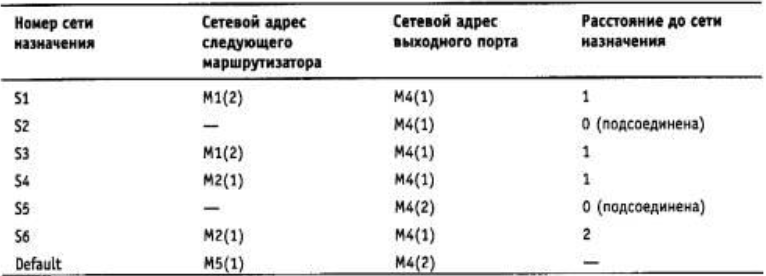 Номер сети назначения | Сетевой адрес следующего маршрутизатора | Сетевой адрес выходного порта | Расстояние до сети назначения
S1 | M1(2) | M4(1) | 1
S2 | — | M4(1) | 0 (подсоединена)
S3 | M1(2) | M4(1) | 1
S4 | M2(1) | M4(1) | 1
S5 | — | M4(2) | 0 (подсоединена)
S6 | M2(1) | M4(1) | 2
Default | M5(1) | M4(2) | —